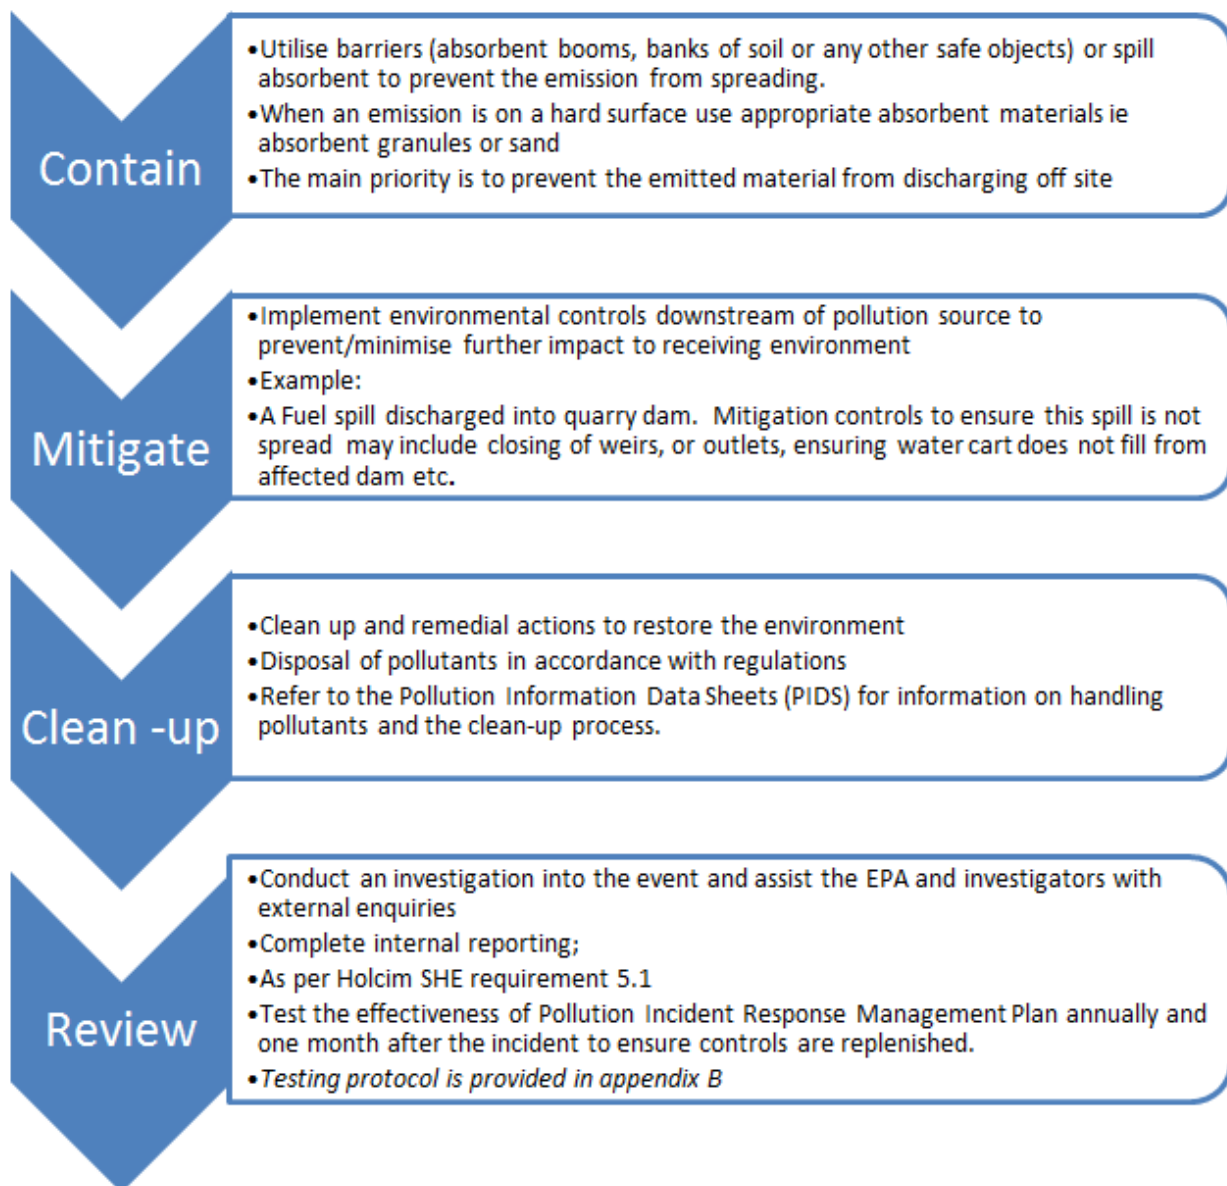 Contain
•Utilise barriers (absorbent booms, banks of soil or any other safe objects) or spill
absorbent to prevent the emission from spreading.
•When an emission is on a hard surface use appropriate absorbent materials ie
absorbent granules or sand
•The main priority is to prevent the emitted material from discharging off site
Mitigate
•Implement environmental controls downstream of pollution source to
prevent/minimise further impact to receiving environment
•Example:
•A Fuel spill discharged into quarry dam. Mitigation controls to ensure this spill is not
spread may include closing of weirs, or outlets, ensuring water cart does not fill from
affected dam etc.
Clean -up
•Clean up and remedial actions to restore the environment
•Disposal of pollutants in accordance with regulations
•Refer to the Pollution Information Data Sheets (PIDS) for information on handling
pollutants and the clean-up process.
Review
•Conduct an investigation into the event and assist the EPA and investigators with
external enquiries
•Complete internal reporting;
•As per Holcim SHE requirement 5.1
•Test the effectiveness of Pollution Incident Response Management Plan annually and
one month after the incident to ensure controls are replenished.
•Testing protocol is provided in appendix B